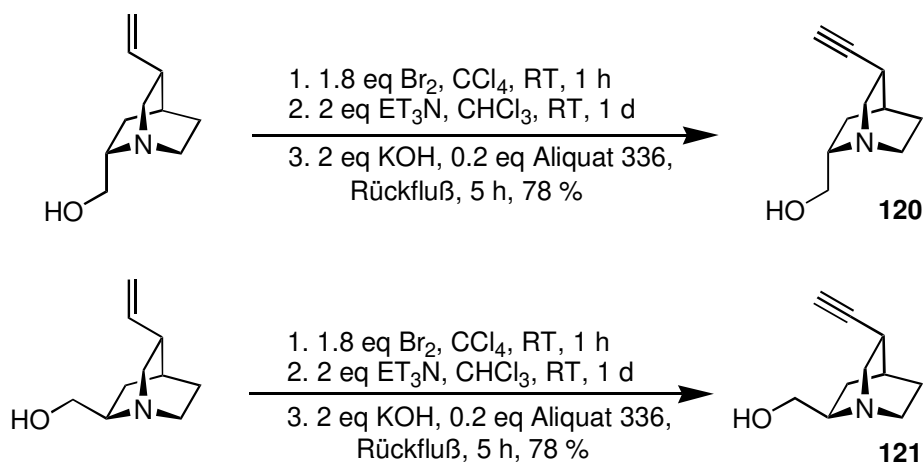 1. 1.8 eq Br₂, CCl₄, RT, 1 h
2. 2 eq ET₃N, CHCl₃, RT, 1 d
3. 2 eq KOH, 0.2 eq Aliquat 336,
Rückfluß, 5 h, 78 %
N
HO
N
HO
120
1. 1.8 eq Br₂, CCl₄, RT, 1 h
2. 2 eq ET₃N, CHCl₃, RT, 1 d
3. 2 eq KOH, 0.2 eq Aliquat 336,
Rückfluß, 5 h, 78 %
HO
N
HO
N
121